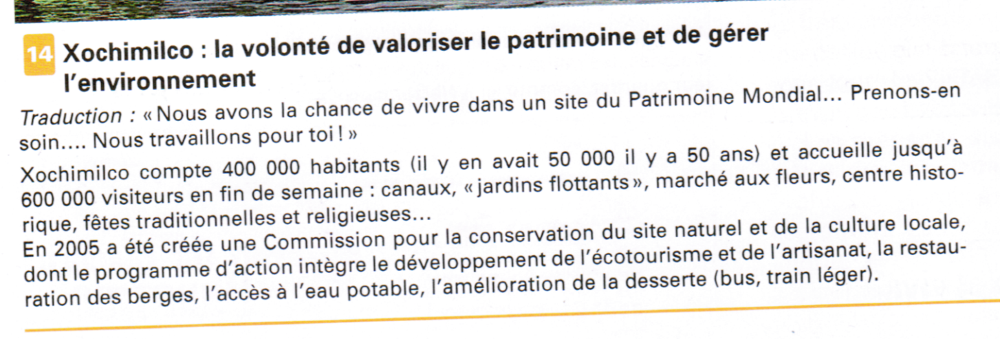 14 Xochimilco : la volonté de valoriser le patrimoine et de gérer
l'environnement
Traduction : « Nous avons la chance de vivre dans un site du Patrimoine Mondial... Prenons-en
soin.... Nous travaillons pour toi ! »
Xochimilco compte 400 000 habitants (il y en avait 50 000 il y a 50 ans) et accueille jusqu'à
600 000 visiteurs en fin de semaine : canaux, « jardins flottants », marché aux fleurs, centre histo-
rique, fêtes traditionnelles et religieuses...
En 2005 a été créée une Commission pour la conservation du site naturel et de la culture locale,
dont le programme d'action intègre le développement de l'écotourisme et de l'artisanat, la restau-
ration des berges, l'accès à l'eau potable, l'amélioration de la desserte (bus, train léger).